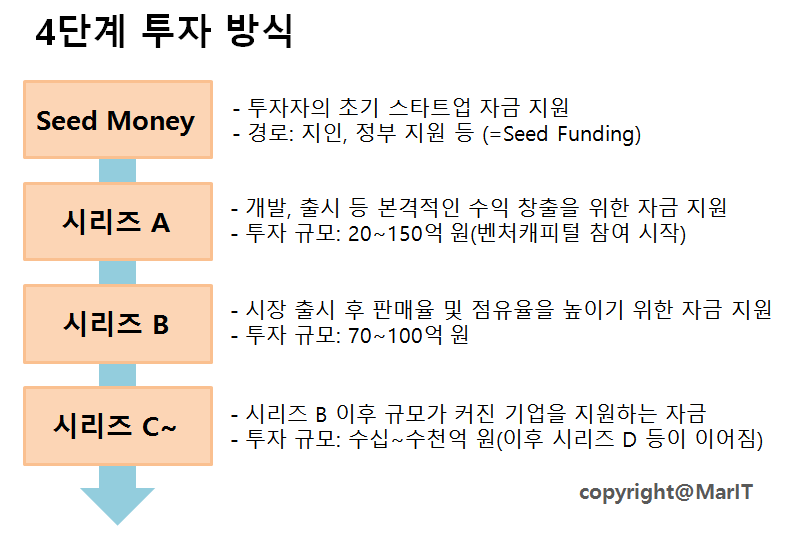 4단계 투자 방식
Seed Money
- 투자자의 초기 스타트업 자금 지원
- 경로: 지인, 정부 지원 등 (=Seed Funding)
시리즈 A
- 개발, 출시 등 본격적인 수익 창출을 위한 자금 지원
- 투자 규모: 20~150억 원(벤처캐피털 참여 시작)
시리즈 B
- 시장 출시 후 판매율 및 점유율을 높이기 위한 자금 지원
- 투자 규모: 70~100억 원
시리즈 C~
- 시리즈 B 이후 규모가 커진 기업을 지원하는 자금
- 투자 규모: 수십~수천억 원(이후 시리즈 D 등이 이어짐)
copyright@MarIT